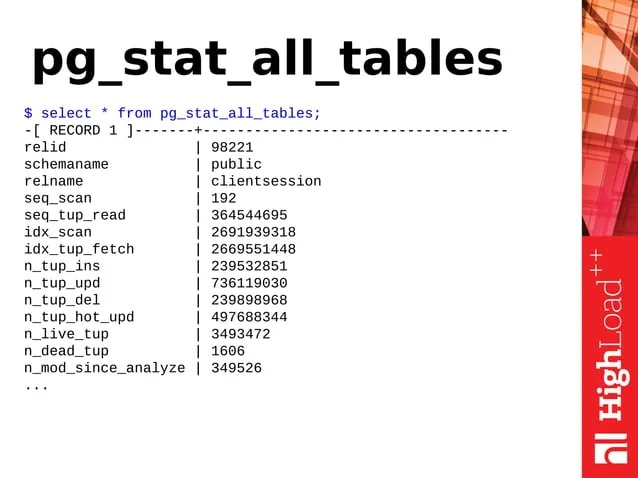 pg_stat_all_tables
$ select * from pg_stat_all_tables;
-[ RECORD 1 ]-------+------------------------------------
relid               | 98221
schemaname          | public
relname             | clientsession
seq_scan            | 192
seq_tup_read        | 364544695
idx_scan            | 2691939318
idx_tup_fetch       | 2669551448
n_tup_ins           | 239532851
n_tup_upd           | 736119030
n_tup_del           | 239898968
n_tup_hot_upd       | 497688344
n_live_tup          | 3493472
n_dead_tup          | 1606
n_mod_since_analyze | 349526
...
HighLoad++